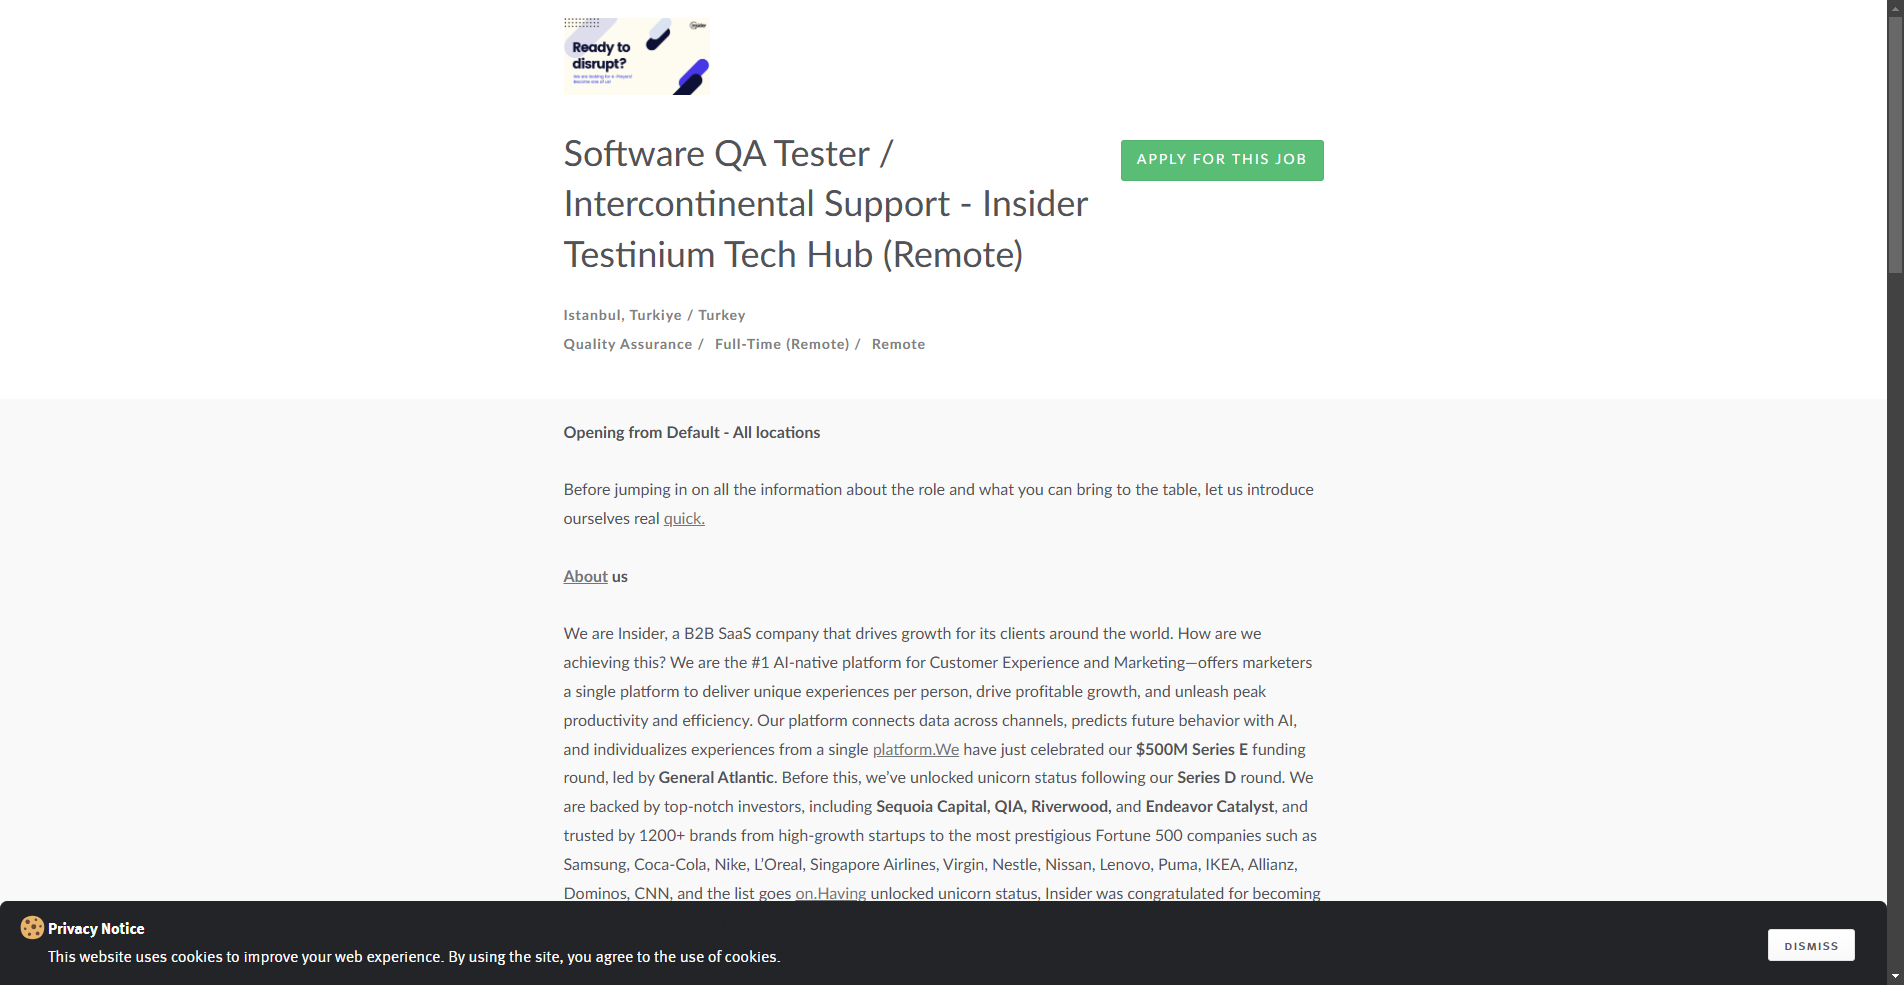 Insider
Ready to
disrupt?
We are looking for A-Players!
Become one of us!
Software QA Tester /
Intercontinental Support - Insider
Testinium Tech Hub (Remote)
APPLY FOR THIS JOB
Istanbul, Turkiye / Turkey
Quality Assurance / Full-Time (Remote) / Remote
Opening from Default - All locations
Before jumping in on all the information about the role and what you can bring to the table, let us introduce
ourselves real quick.
About us
We are Insider, a B2B SaaS company that drives growth for its clients around the world. How are we
achieving this? We are the #1 AI-native platform for Customer Experience and Marketing—offers marketers
a single platform to deliver unique experiences per person, drive profitable growth, and unleash peak
productivity and efficiency. Our platform connects data across channels, predicts future behavior with AI,
and individualizes experiences from a single platform.We have just celebrated our $500M Series E funding
round, led by General Atlantic. Before this, we’ve unlocked unicorn status following our Series D round. We
are backed by top-notch investors, including Sequoia Capital, QIA, Riverwood, and Endeavor Catalyst, and
trusted by 1200+ brands from high-growth startups to the most prestigious Fortune 500 companies such as
Samsung, Coca-Cola, Nike, L’Oreal, Singapore Airlines, Virgin, Nestle, Nissan, Lenovo, Puma, IKEA, Allianz,
Dominos, CNN, and the list goes on.Having unlocked unicorn status, Insider was congratulated for becoming
Privacy Notice
This website uses cookies to improve your web experience. By using the site, you agree to the use of cookies.
DISMISS